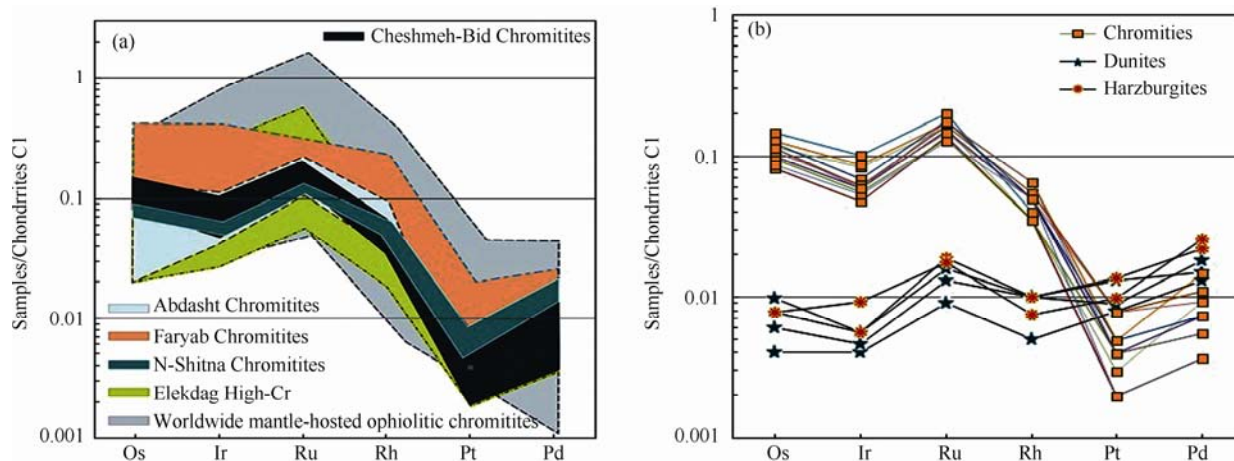 (a)
Cheshmeh-Bid Chromitites
1
0.1
0.01
0.001
Samples/Chondrrites C1
Abdasht Chromitites
Faryab Chromitites
N-Shitna Chromitites
Elekdag High-Cr
Worldwide mantle-hosted ophiolitic chromitites
Os Ir Ru Rh Pt Pd
(b)
Chromities
Dunites
Harzburgites
1
0.1
0.01
0.001
Samples/Chondrrites C1
Os Ir Ru Rh Pt Pd